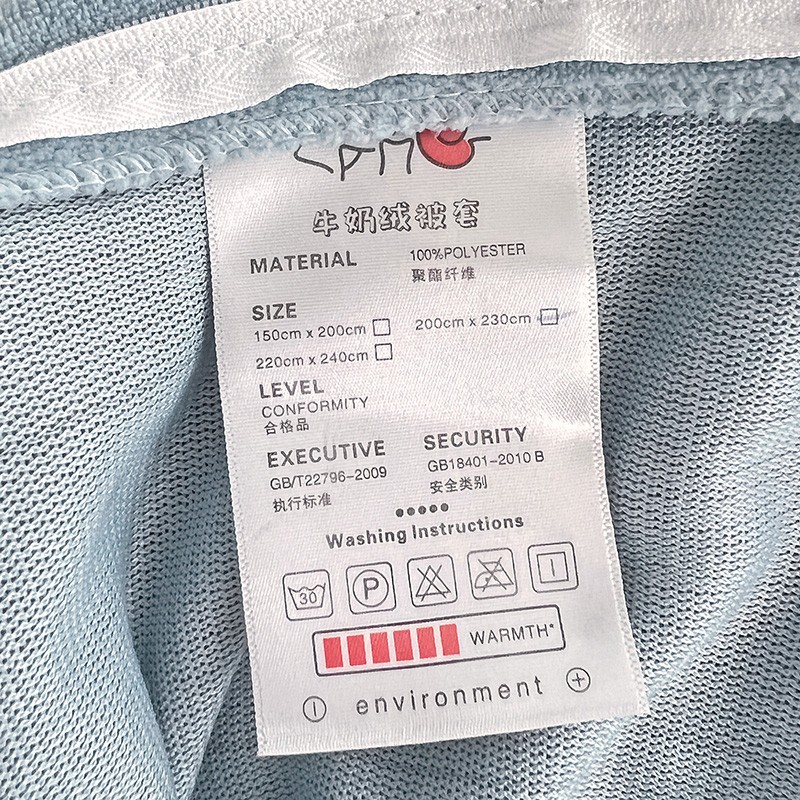 牛奶绒被套
MATERIAL 100%POLYESTER
聚酯纤维
SIZE
150cm x 200cm 200cm x 230cm
220cm x 240cm
LEVEL
CONFORMITY
合格品
EXECUTIVE SECURITY
GB/T22796-2009 GB18401-2010 B
执行标准 安全类别
Washing Instructions
30 P
WARMTH*
environment